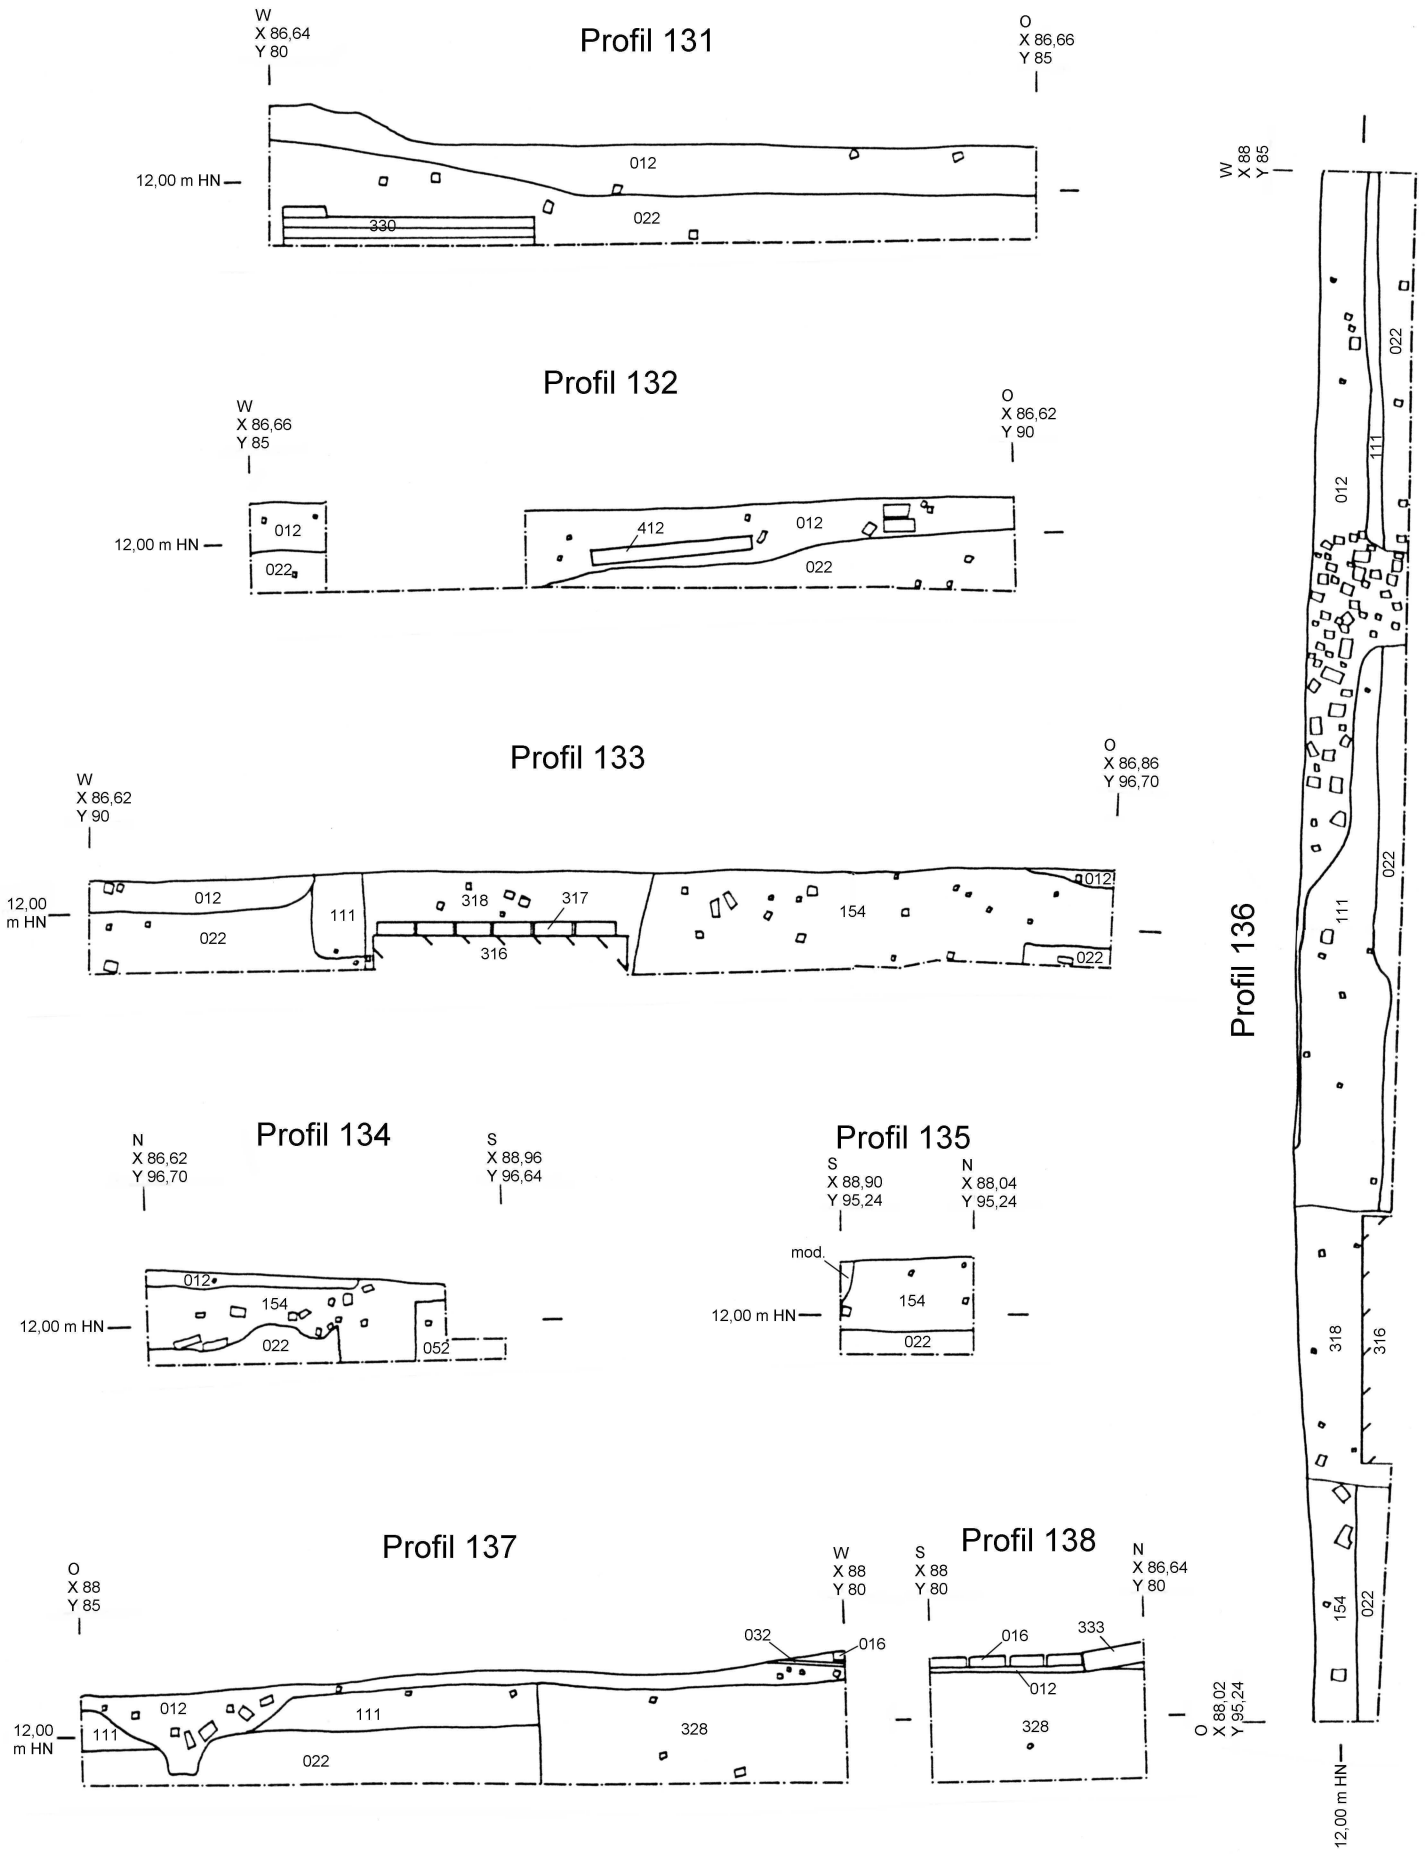 Profil 131
W
X 86,64
Y 80
O
X 86,66
Y 85
12,00 m HN
012
022
330
Profil 132
W
X 86,66
Y 85
O
X 86,62
Y 90
12,00 m HN
012
022
412
012
022
Profil 133
W
X 86,62
Y 90
O
X 86,86
Y 96,70
12,00
m HN
012
022
111
318
317
316
154
012
022
Profil 134
N
X 86,62
Y 96,70
S
X 88,96
Y 96,64
12,00 m HN
012
154
022
052
Profil 135
S
X 88,90
Y 95,24
N
X 88,04
Y 95,24
mod.
12,00 m HN
154
022
Profil 136
W
X 88
Y 85
022
111
012
022
111
318
316
154
022
O
X 88,02
Y 95,24
12,00 m HN
Profil 137
O
X 88
Y 85
W
X 88
Y 80
12,00
m HN
012
111
111
022
032
016
328
Profil 138
S
X 88
Y 80
N
X 86,64
Y 80
016
333
012
328